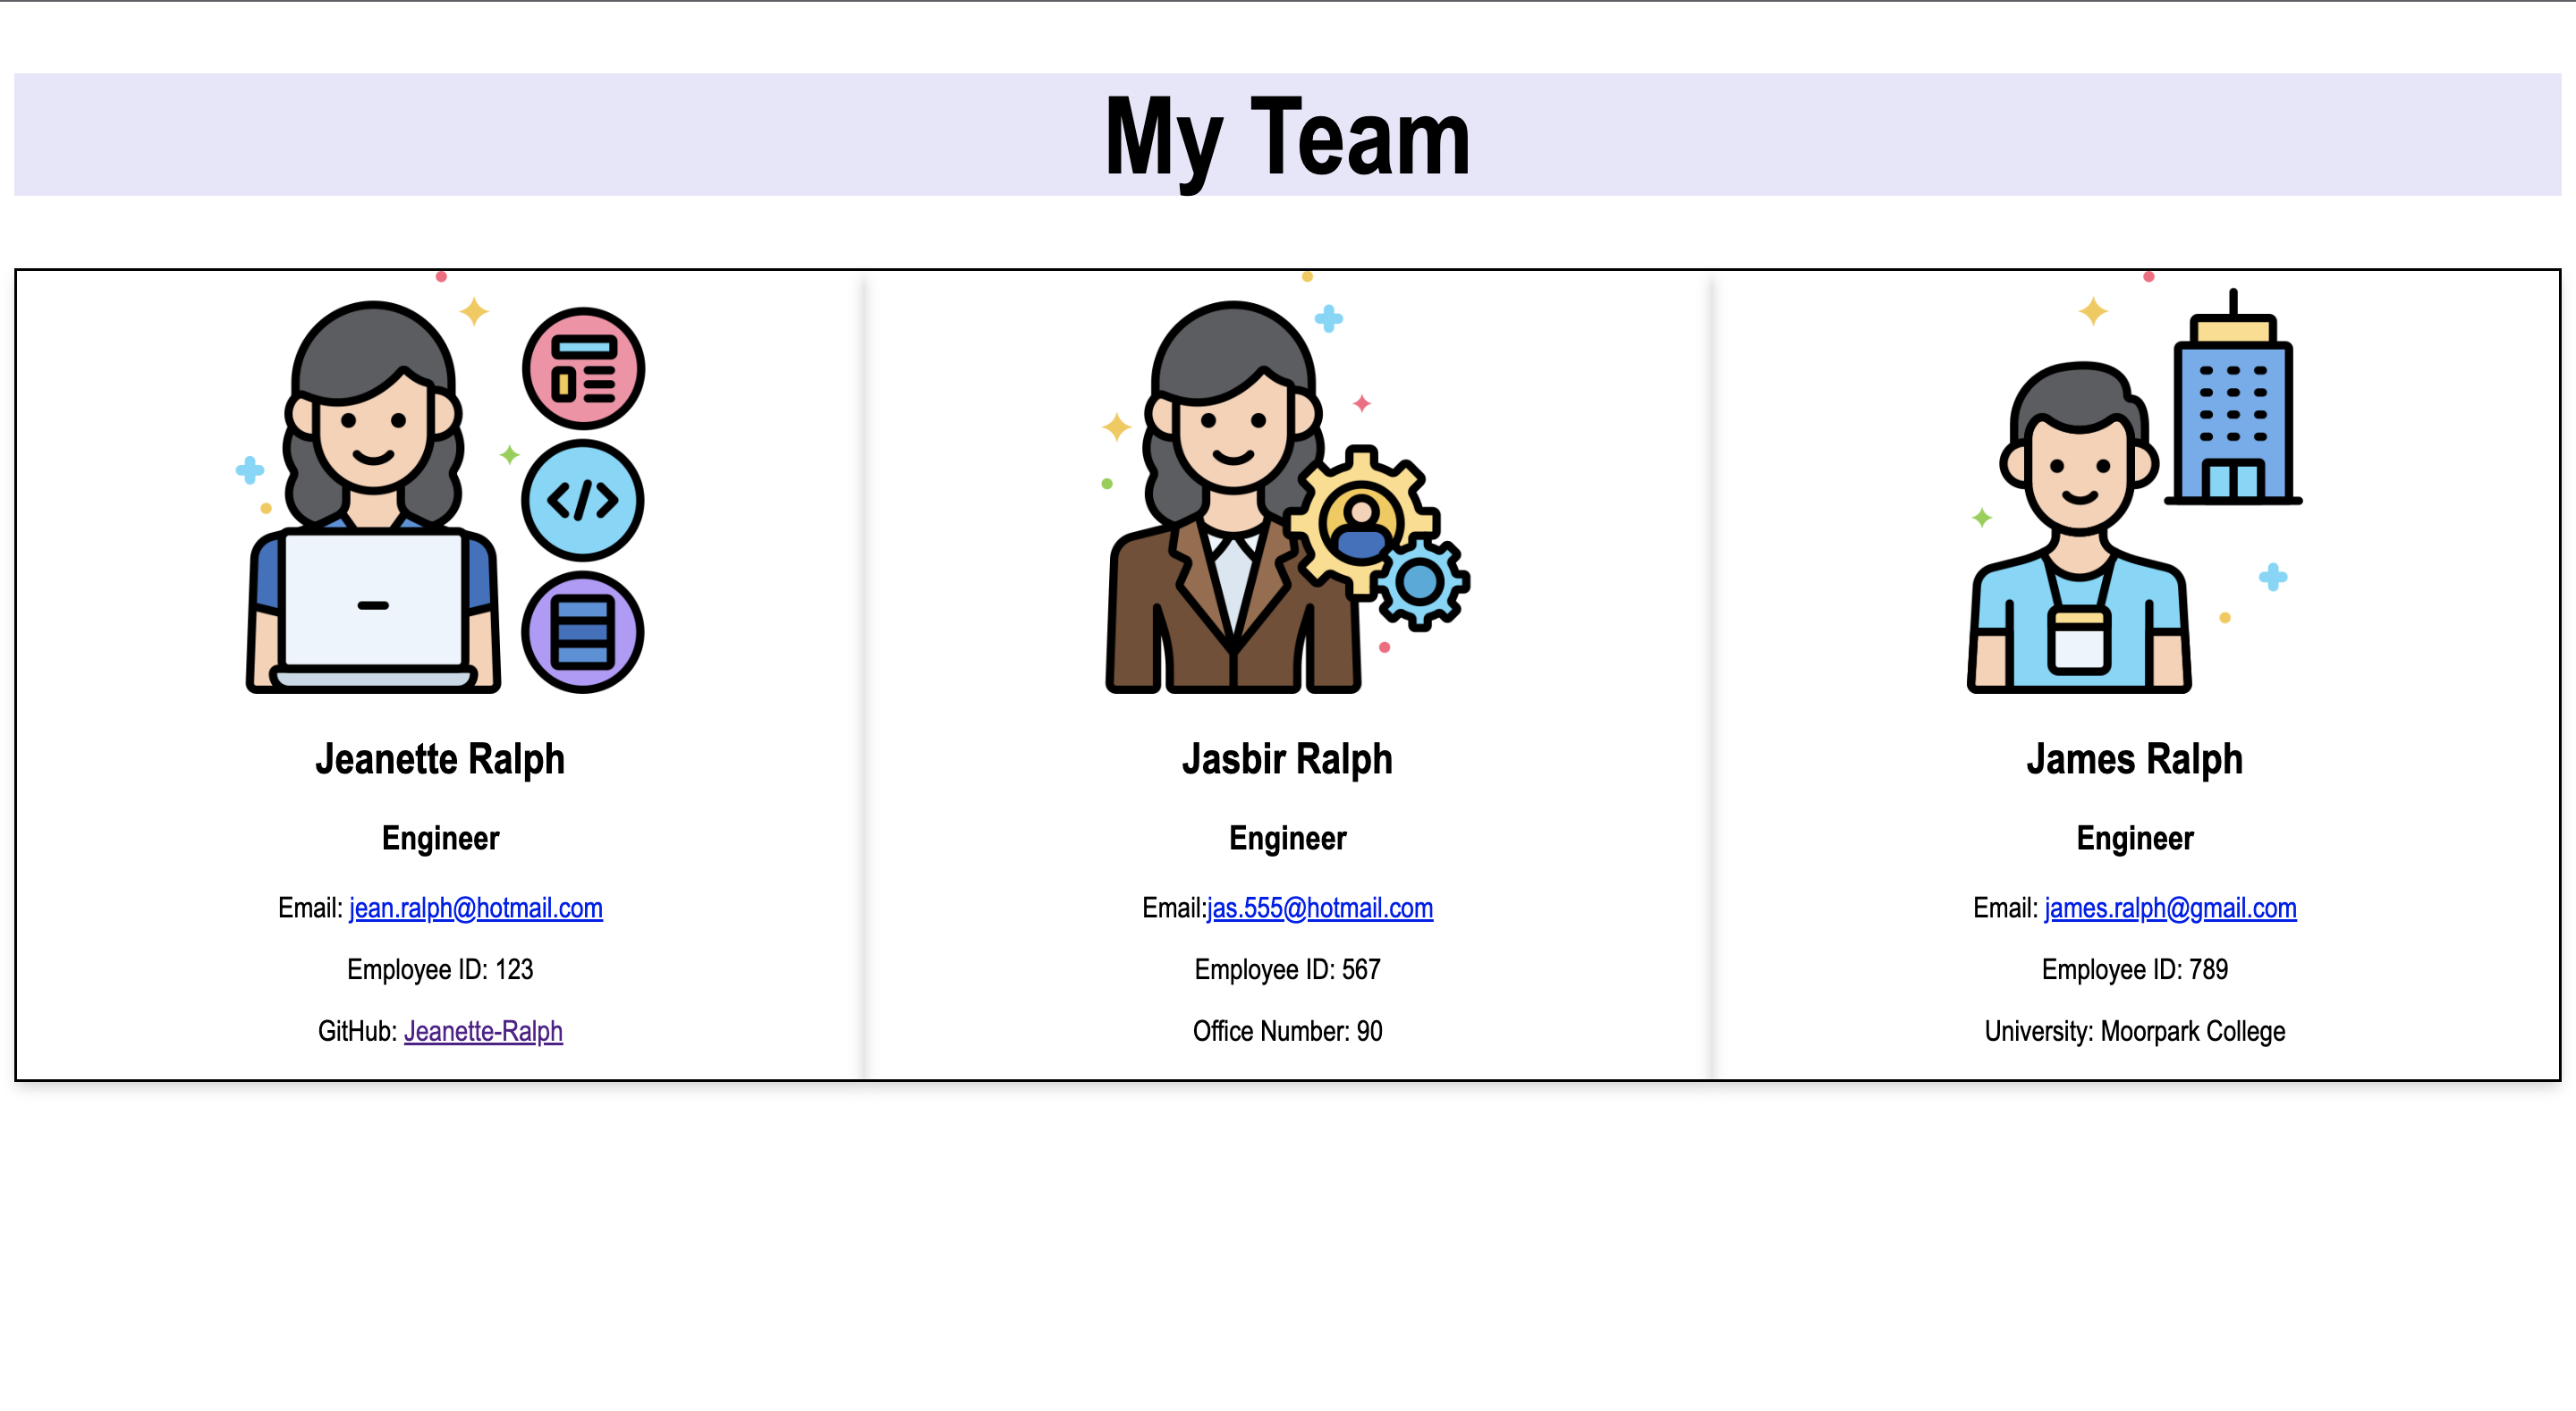 My Team
Jeanette Ralph
Engineer
Email: jean.ralph@hotmail.com
Employee ID: 123
GitHub: Jeanette-Ralph
Jasbir Ralph
Engineer
Email:jas.555@hotmail.com
Employee ID: 567
Office Number: 90
James Ralph
Engineer
Email: james.ralph@gmail.com
Employee ID: 789
University: Moorpark College